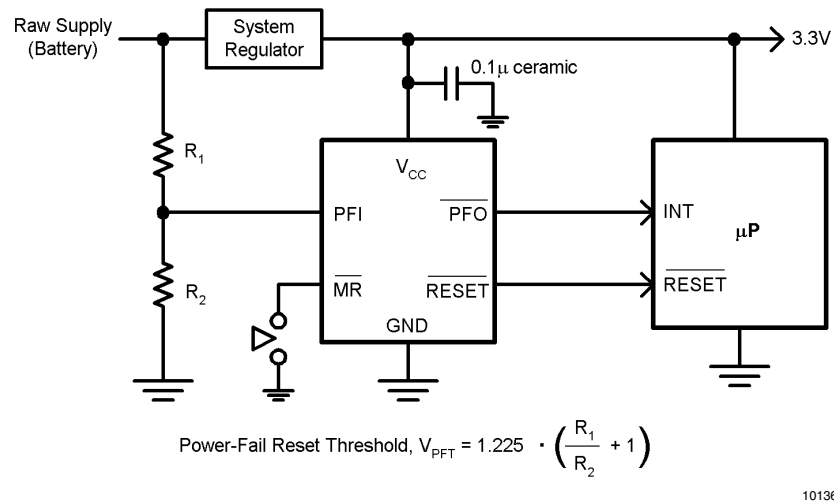 Raw Supply
(Battery)
System
Regulator
3.3V
0.1µ ceramic
R1
VCC
PFI
PFO
INT
µP
R2
MR
RESET
RESET
GND
Power-Fail Reset Threshold, VPFT = 1.225 · (R1/R2 + 1)
10136